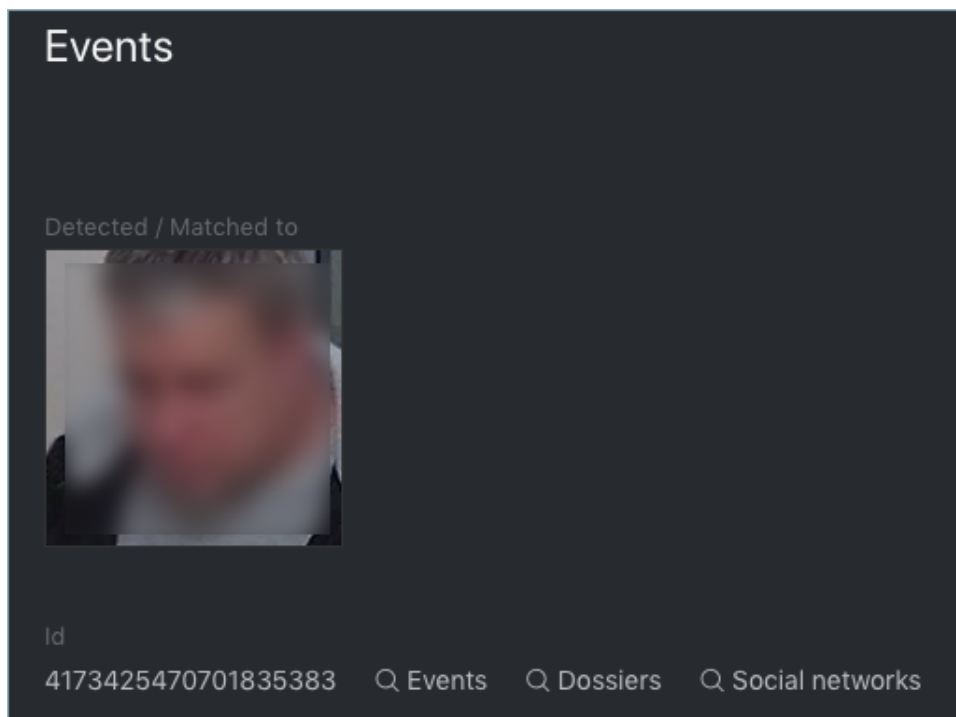 Events
Detected / Matched to
Id
4173425470701835383 Events Dossiers Social networks